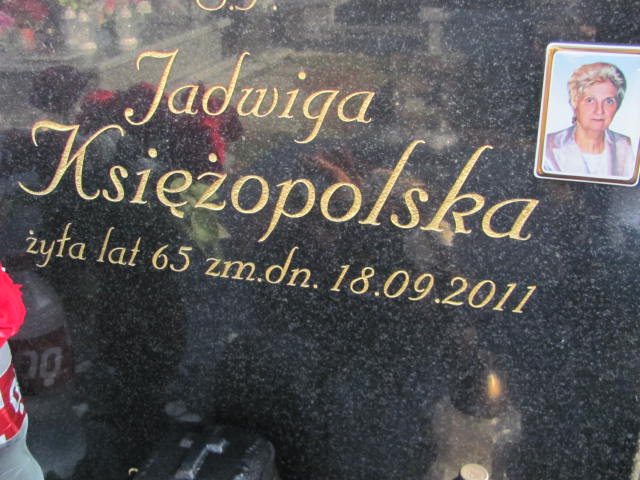 Jadwiga
Księżopolska
żyła lat 65 zm.dn. 18.09.2011